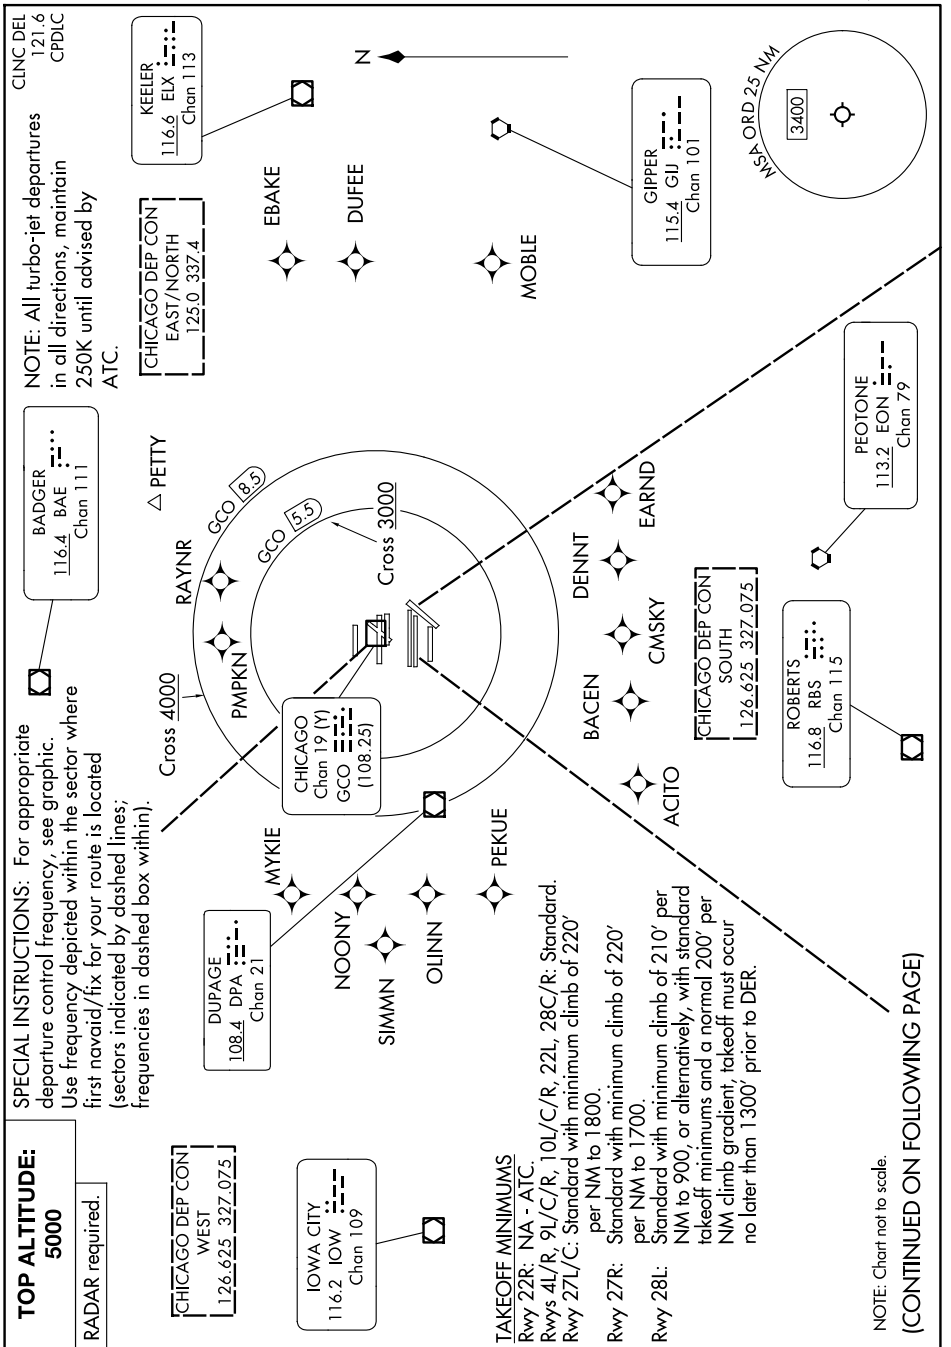 TOP ALTITUDE:
5000
RADAR required.
SPECIAL INSTRUCTIONS: For appropriate
departure control frequency, see graphic.
Use frequency depicted within the sector where
first navaid/fix for your route is located
(sectors indicated by dashed lines;
frequencies in dashed box within).
NOTE: All turbo-jet departures
in all directions, maintain
250K until advised by
ATC.
CLNC DEL
121.6
CPDLC
BADGER
116.4 BAE
Chan 111
KEELER
116.6 ELX
Chan 113
CHICAGO DEP CON
EAST/NORTH
125.0 337.4
CHICAGO DEP CON
WEST
126.625 327.075
Cross 4000
PETTY
RAYNR
PMPKN
GCO 8.5
GCO 5.5
Cross 3000
EBAKE
DUFEE
MOBLE
N
DUPAGE
108.4 DPA
Chan 21
MYKIE
NOONY
SIMMN
OLINN
PEKUE
CHICAGO
Chan 19 (Y)
GCO
(108.25)
IOWA CITY
116.2 IOW
Chan 109
GIPPER
115.4 GIJ
Chan 101
MSA ORD 25 NM
3400
ACITO
BACEN
CMSKY
DENNT
EARND
CHICAGO DEP CON
SOUTH
126.625 327.075
ROBERTS
116.8 RBS
Chan 115
PEOTONE
113.2 EON
Chan 79
TAKEOFF MINIMUMS
Rwy 22R: NA - ATC.
Rwys 4L/R, 9L/C/R, 10L/C/R, 22L, 28C/R: Standard.
Rwy 27L/C: Standard with minimum climb of 220'
per NM to 1800.
Rwy 27R: Standard with minimum climb of 220'
per NM to 1700.
Rwy 28L: Standard with minimum climb of 210' per
NM to 900, or alternatively, with standard
takeoff minimums and a normal 200' per
NM climb gradient, takeoff must occur
no later than 1300' prior to DER.
NOTE: Chart not to scale.
(CONTINUED ON FOLLOWING PAGE)